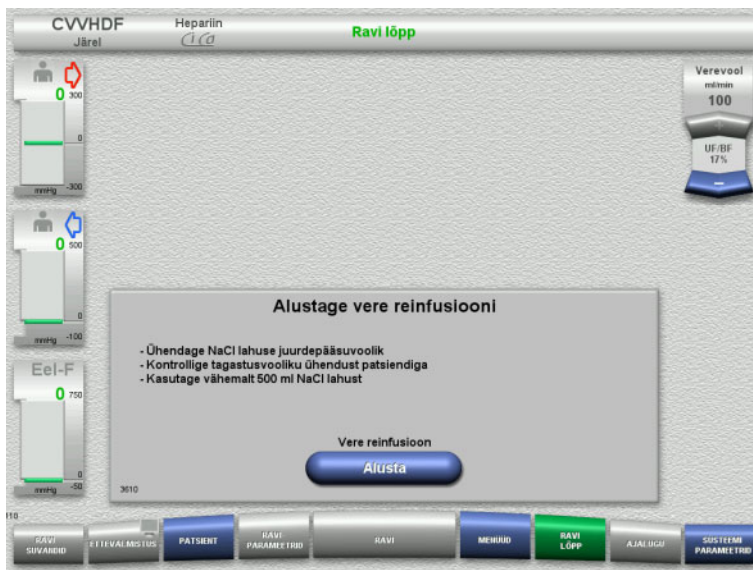 CVVHDF
Järel
Hepariin
Ci Ca
Ravi lõpp
0
300
0
mmHg
-300
0
500
0
mmHg
-100
Eel-F
0
750
0
mmHg
-50
Verevool
ml/min
100
UF/BF
17%
Alustage vere reinfusiooni
- Ühendage NaCl lahuse juurdepääsuvoolik
- Kontrollige tagastusvooliku ühendust patsiendiga
- Kasutage vähemalt 500 ml NaCl lahust
Vere reinfusioon
Alusta
3610
RAVI
SUVANDID
ETTEVALMISTUS
PATSIENT
RAVI-
PARAMEETRID
RAVI
MENÜÜD
RAVI
LÕPP
AJALUGU
SÜSTEEMI
PARAMEETRID